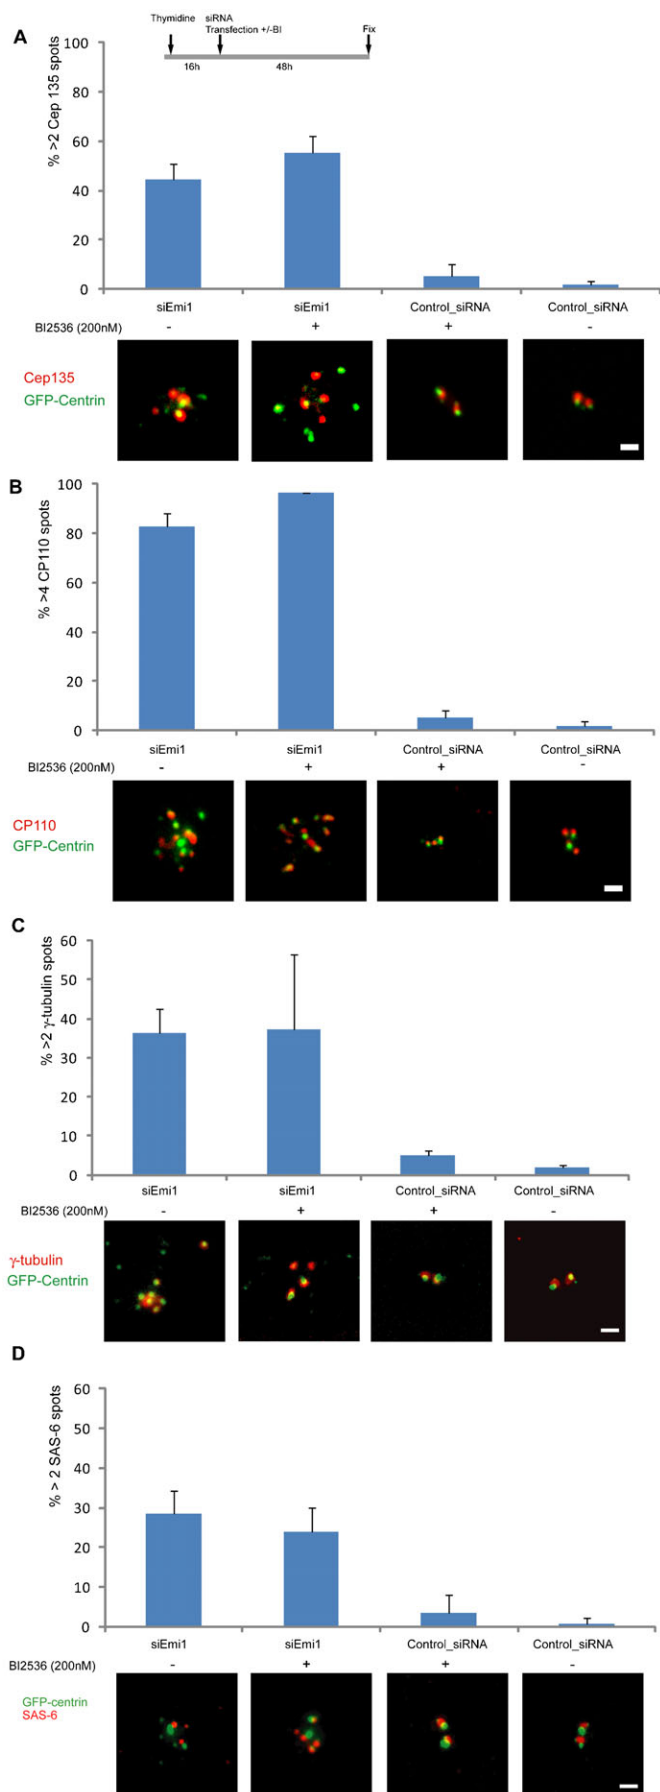 A
Thymidine siRNA
Transfection +/-BI Fix
16h 48h
% >2 Cep 135 spots
100
80
60
40
20
0
siEmi1 siEmi1 Control_siRNA Control_siRNA
BI2536 (200nM) - + + -
Cep135
GFP-Centrin
B
% >4 CP110 spots
100
80
60
40
20
0
siEmi1 siEmi1 Control_siRNA Control_siRNA
BI2536 (200nM) - + + -
CP110
GFP-Centrin
C
% >2 γ-tubulin spots
60
50
40
30
20
10
0
siEmi1 siEmi1 Control_siRNA Control_siRNA
BI2536 (200nM) - + + -
γ-tubulin
GFP-Centrin
D
% > 2 SAS-6 spots
60
50
40
30
20
10
0
siEmi1 siEmi1 Control_siRNA Control_siRNA
BI2536 (200nM) - + + -
GFP-centrin
SAS-6